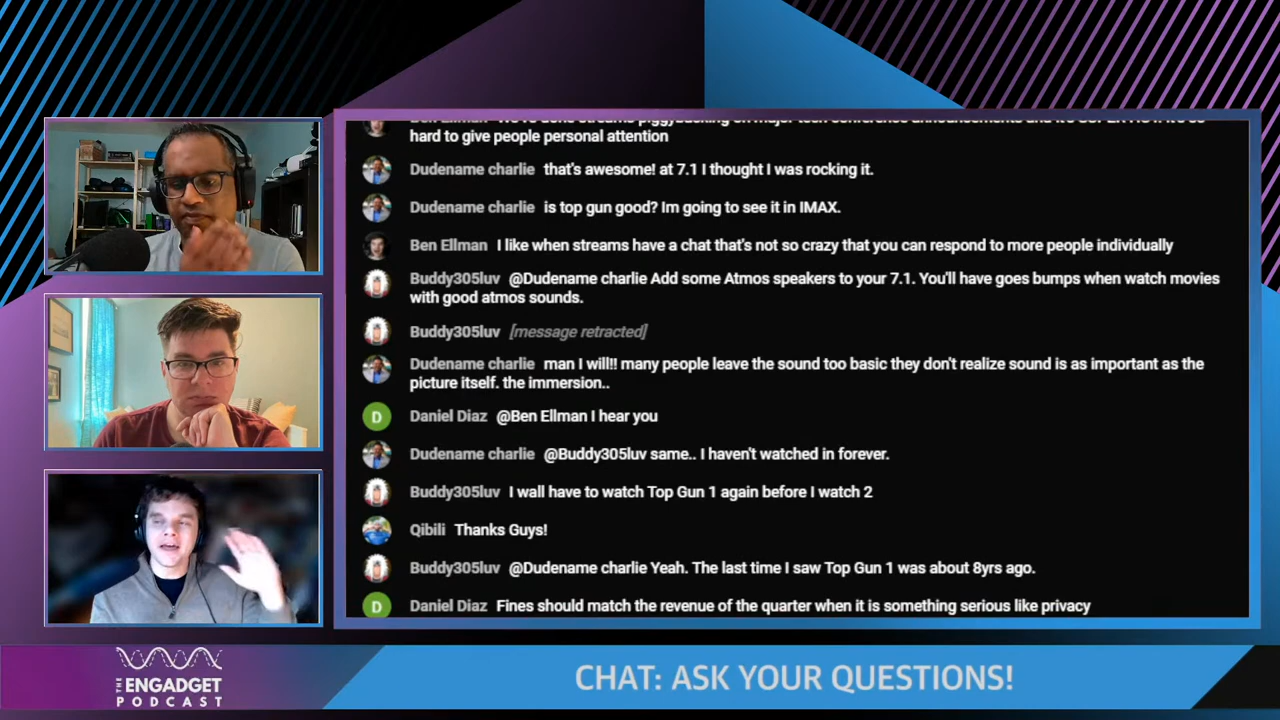 hard to give people personal attention
Dudename charlie that's awesome! at 7.1 I thought I was rocking it.
Dudename charlie is top gun good? Im going to see it in IMAX.
Ben Ellman I like when streams have a chat that's not so crazy that you can respond to more people individually
Buddy305luv @Dudename charlie Add some Atmos speakers to your 7.1. You'll have goes bumps when watch movies
with good atmos sounds.
Buddy305luv [message retracted]
Dudename charlie man I will!! many people leave the sound too basic they don't realize sound is as important as the
picture itself. the immersion..
D Daniel Diaz @Ben Ellman I hear you
Dudename charlie @Buddy305luv same.. I haven't watched in forever.
Buddy305luv I wall have to watch Top Gun 1 again before I watch 2
Qibili Thanks Guys!
Buddy305luv @Dudename charlie Yeah. The last time I saw Top Gun 1 was about 8yrs ago.
D Daniel Diaz Fines should match the revenue of the quarter when it is something serious like privacy
THE ENGADGET
PODCAST
CHAT: ASK YOUR QUESTIONS!